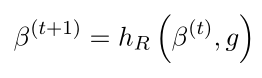 β^{(t+1)} = h_R (β^{(t)}, g)